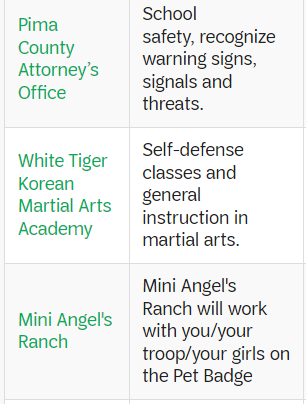 Pima
County
Attorney’s
Office
School
safety, recognize
warning signs,
signals and
threats.
White Tiger
Korean
Martial Arts
Academy
Self-defense
classes and
general
instruction in
martial arts.
Mini Angel's
Ranch
Mini Angel's
Ranch will work
with you/your
troop/your girls on
the Pet Badge